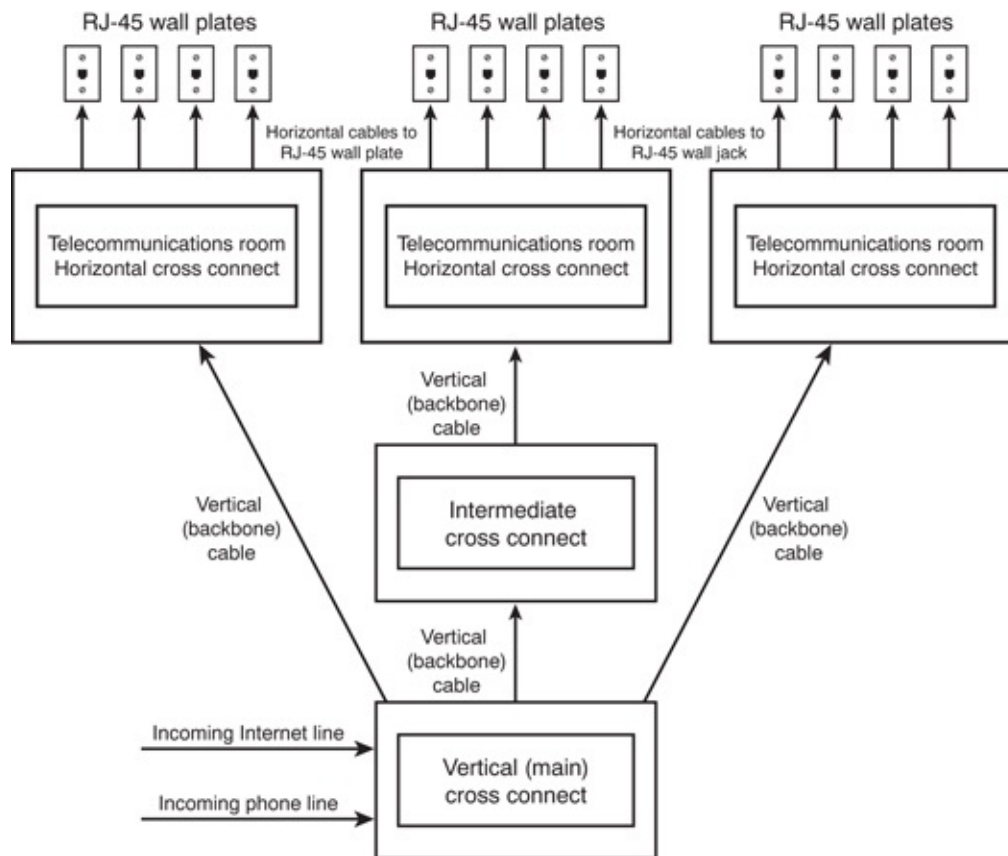 RJ-45 wall plates
RJ-45 wall plates
RJ-45 wall plates
Horizontal cables to
RJ-45 wall plate
Horizontal cables to
RJ-45 wall jack
Telecommunications room
Horizontal cross connect
Telecommunications room
Horizontal cross connect
Telecommunications room
Horizontal cross connect
Vertical
(backbone)
cable
Vertical
(backbone)
cable
Intermediate
cross connect
Vertical
(backbone)
cable
Vertical
(backbone)
cable
Incoming Internet line
Incoming phone line
Vertical (main)
cross connect